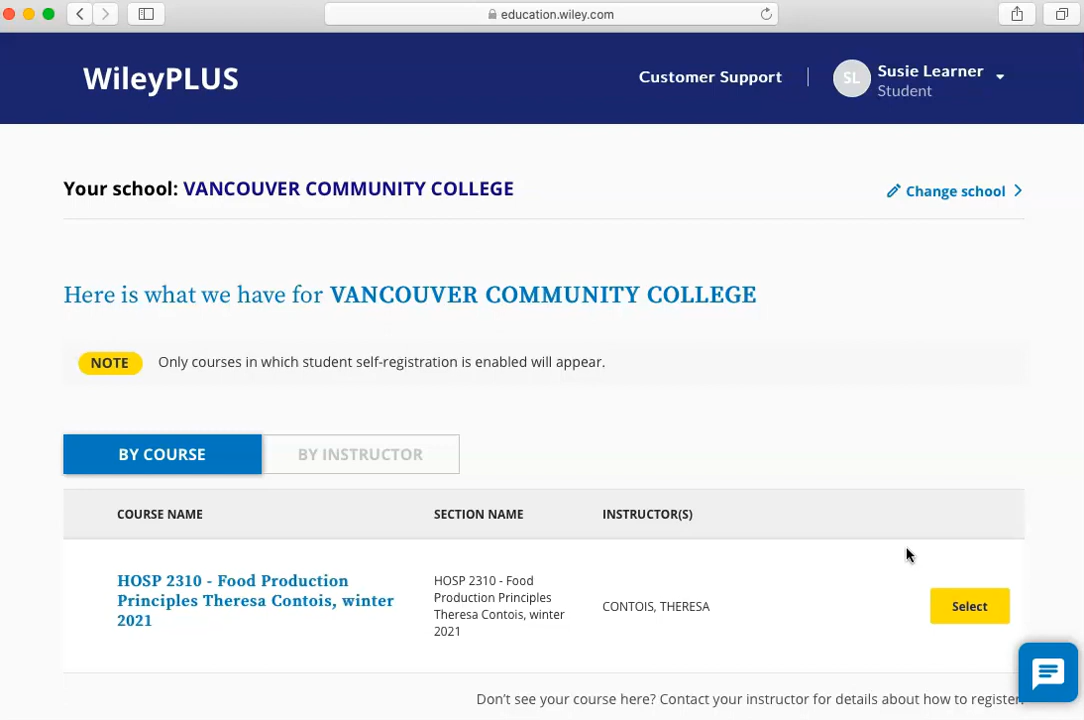 education.wiley.com
WileyPLUS
Customer Support
SL
Susie Learner
Student
Your school: VANCOUVER COMMUNITY COLLEGE
Change school
Here is what we have for VANCOUVER COMMUNITY COLLEGE
NOTE Only courses in which student self-registration is enabled will appear.
BY COURSE
BY INSTRUCTOR
COURSE NAME
SECTION NAME
INSTRUCTOR(S)
HOSP 2310 - Food Production
Principles Theresa Contois, winter
2021
HOSP 2310 - Food
Production Principles
Theresa Contois, winter
2021
CONTOIS, THERESA
Select
Don't see your course here? Contact your instructor for details about how to register.